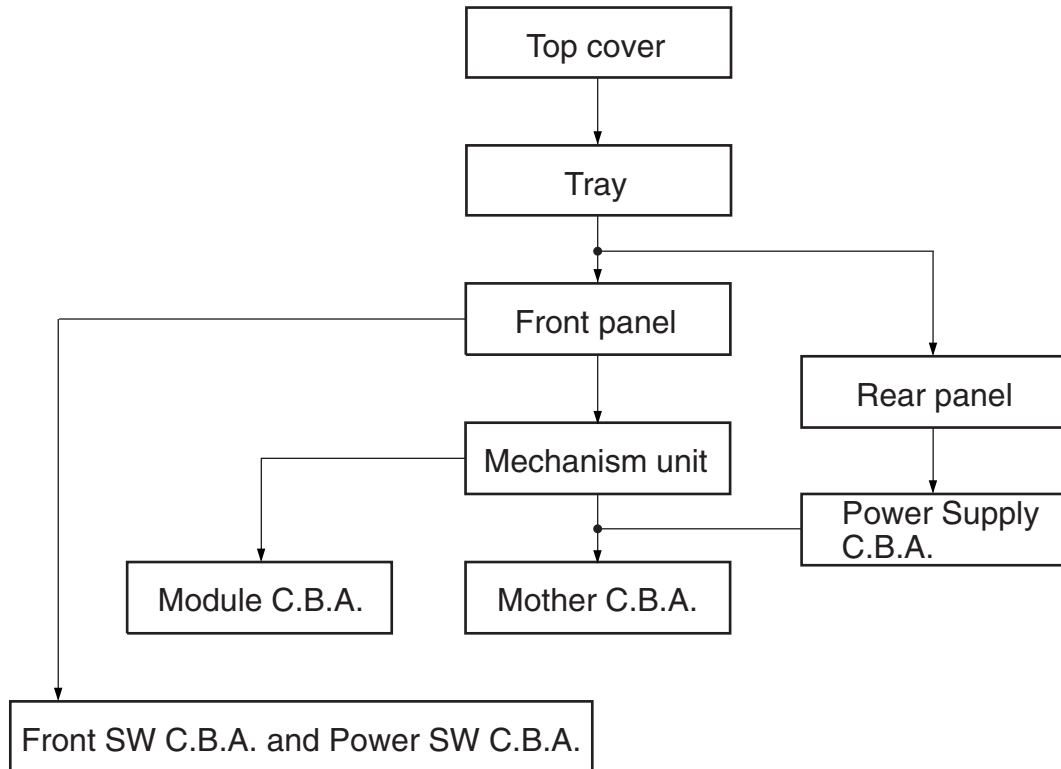 Top cover
Tray
Front panel
Rear panel
Mechanism unit
Power Supply
C.B.A.
Module C.B.A.
Mother C.B.A.
Front SW C.B.A. and Power SW C.B.A.